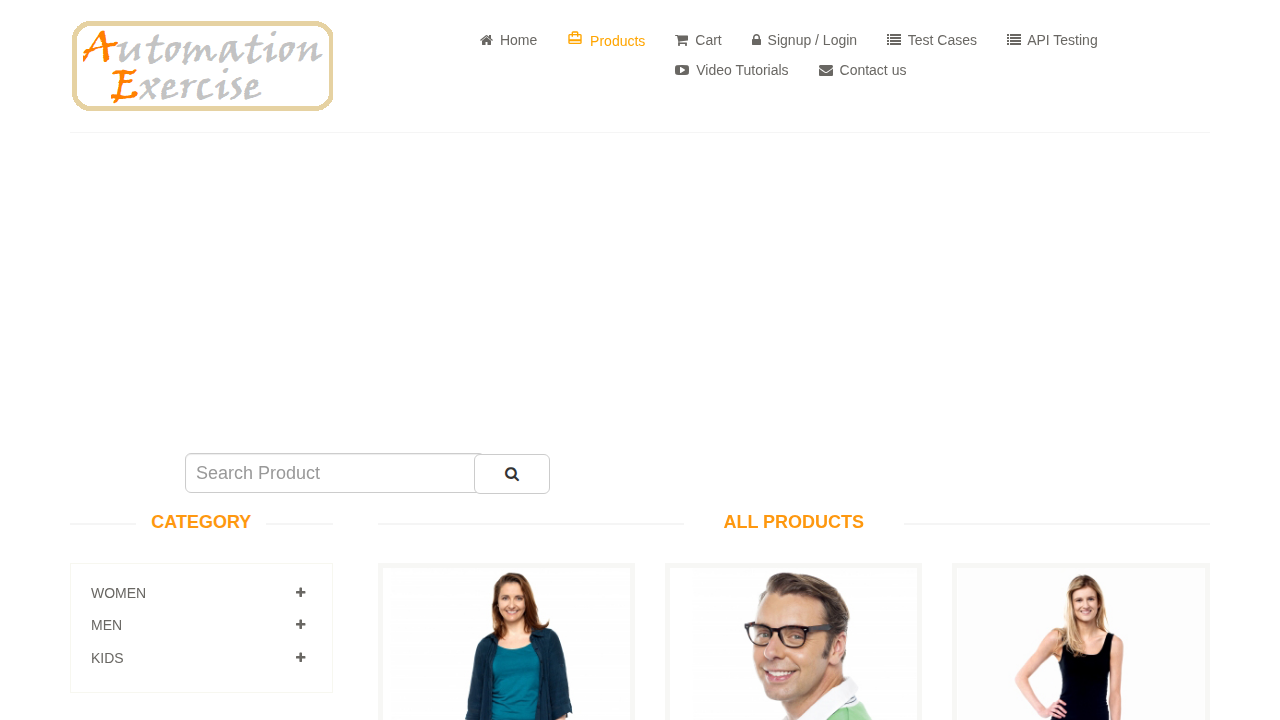 Automation
Exercise
Home
Products
Cart
Signup / Login
Test Cases
API Testing
Video Tutorials
Contact us
Search Product
CATEGORY
ALL PRODUCTS
WOMEN
MEN
KIDS